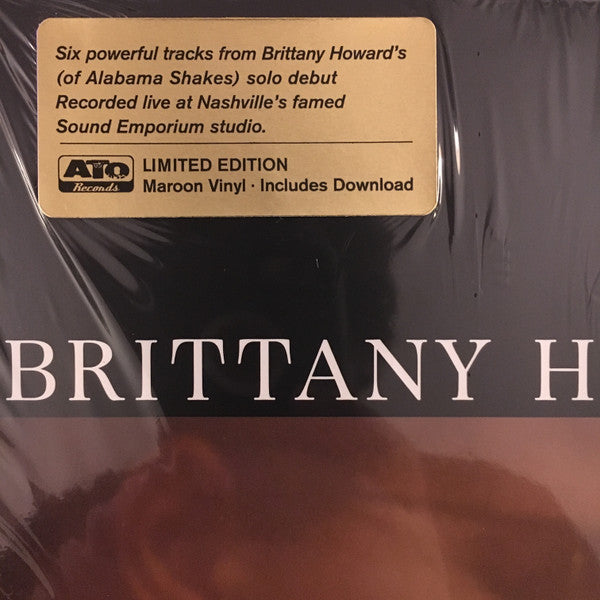 Six powerful tracks from Brittany Howard's
(of Alabama Shakes) solo debut
Recorded live at Nashville's famed
Sound Emporium studio.
ATO
Records
LIMITED EDITION
Maroon Vinyl · Includes Download
BRITTANY H